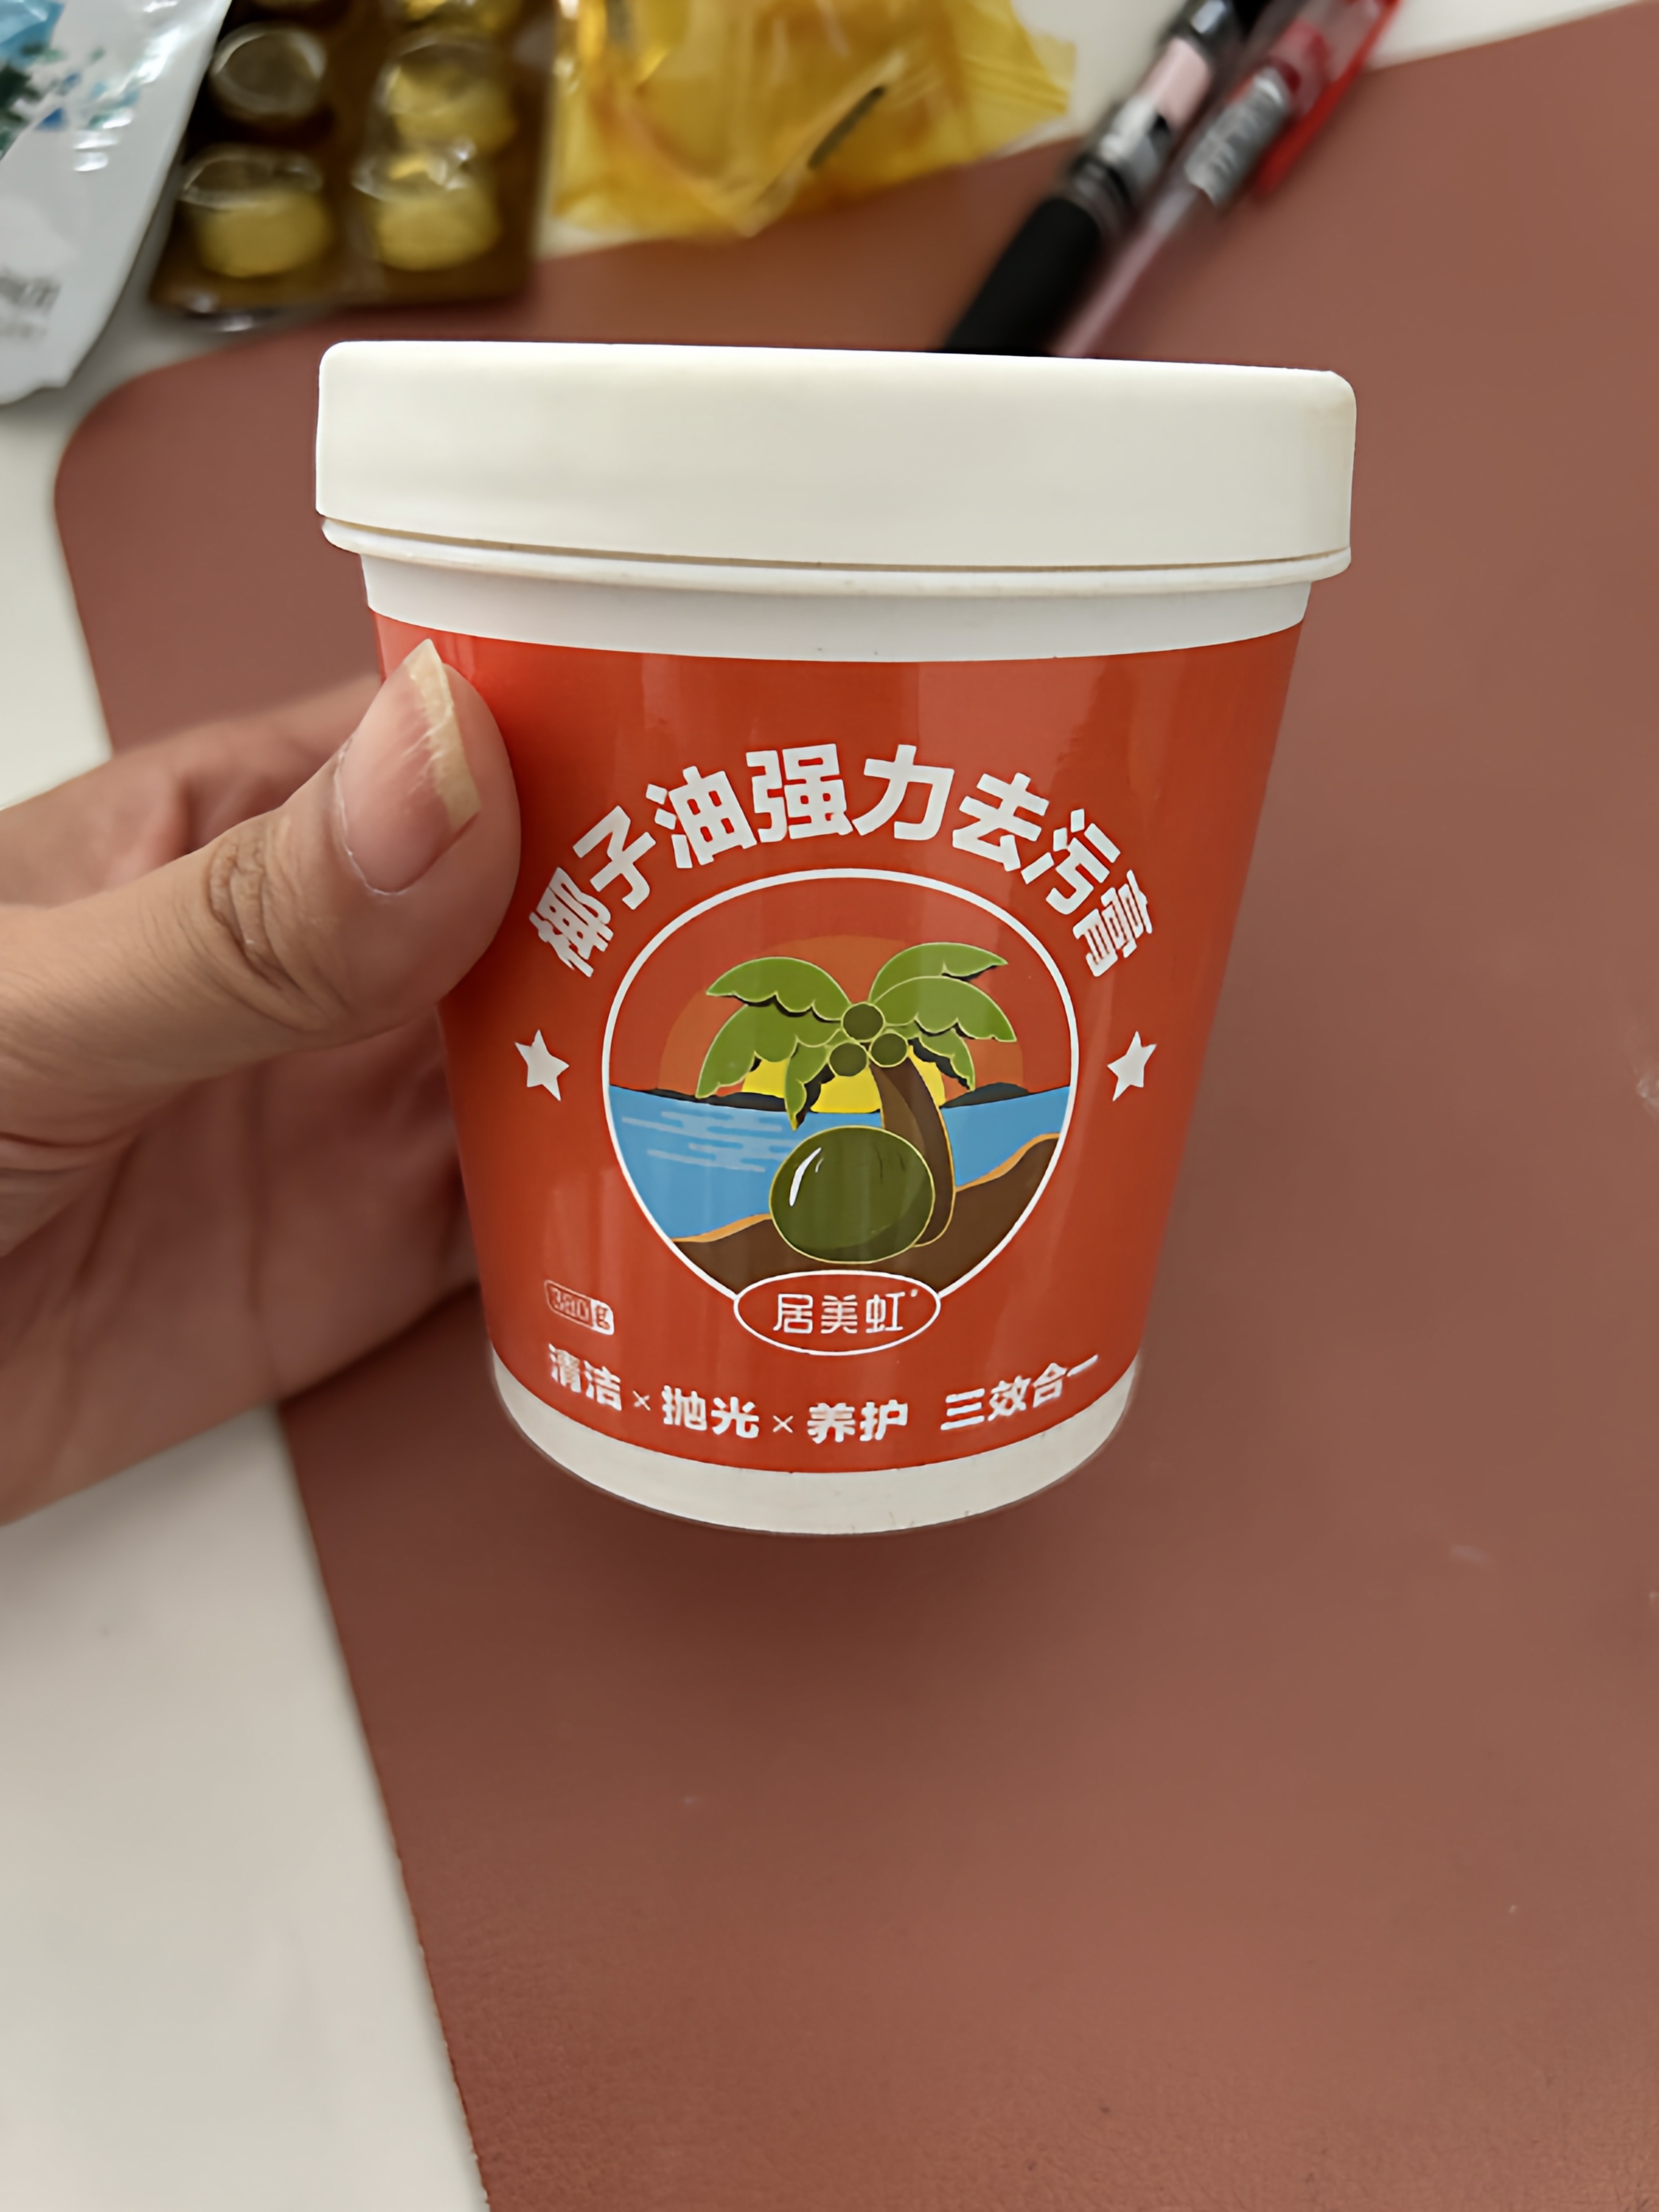 椰子油强力去污膏
居美虹
380g
清洁×抛光×养护 三效合一